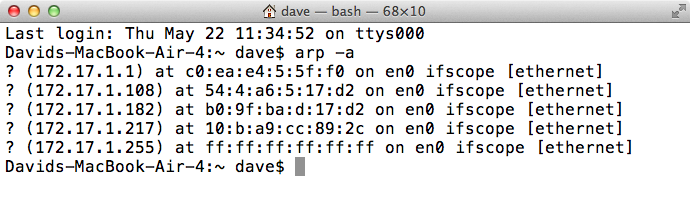 dave — bash — 68×10
Last login: Thu May 22 11:34:52 on ttys000
Davids-MacBook-Air-4:~ dave$ arp -a
? (172.17.1.1) at c0:ea:e4:5:5f:f0 on en0 ifscope [ethernet]
? (172.17.1.108) at 54:4:a6:5:17:d2 on en0 ifscope [ethernet]
? (172.17.1.182) at b0:9f:ba:d:17:d2 on en0 ifscope [ethernet]
? (172.17.1.217) at 10:b:a9:cc:89:2c on en0 ifscope [ethernet]
? (172.17.1.255) at ff:ff:ff:ff:ff:ff on en0 ifscope [ethernet]
Davids-MacBook-Air-4:~ dave$